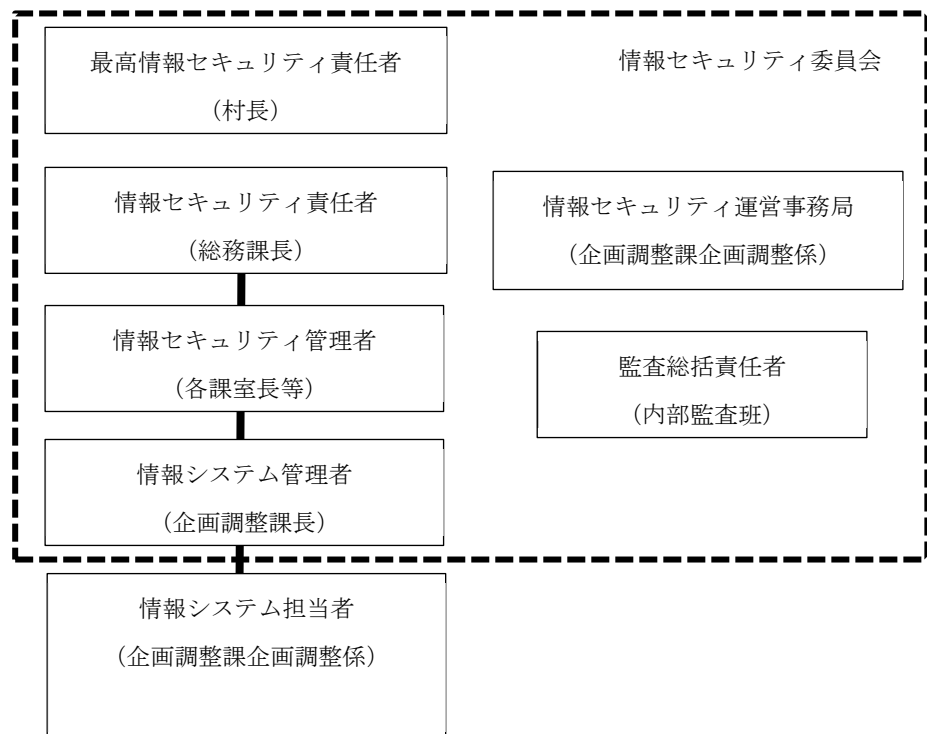 最高情報セキュリティ責任者
（村長）
情報セキュリティ委員会
情報セキュリティ責任者
（総務課長）
情報セキュリティ運営事務局
（企画調整課企画調整係）
情報セキュリティ管理者
（各課室長等）
監査総括責任者
（内部監査班）
情報システム管理者
（企画調整課長）
情報システム担当者
（企画調整課企画調整係）